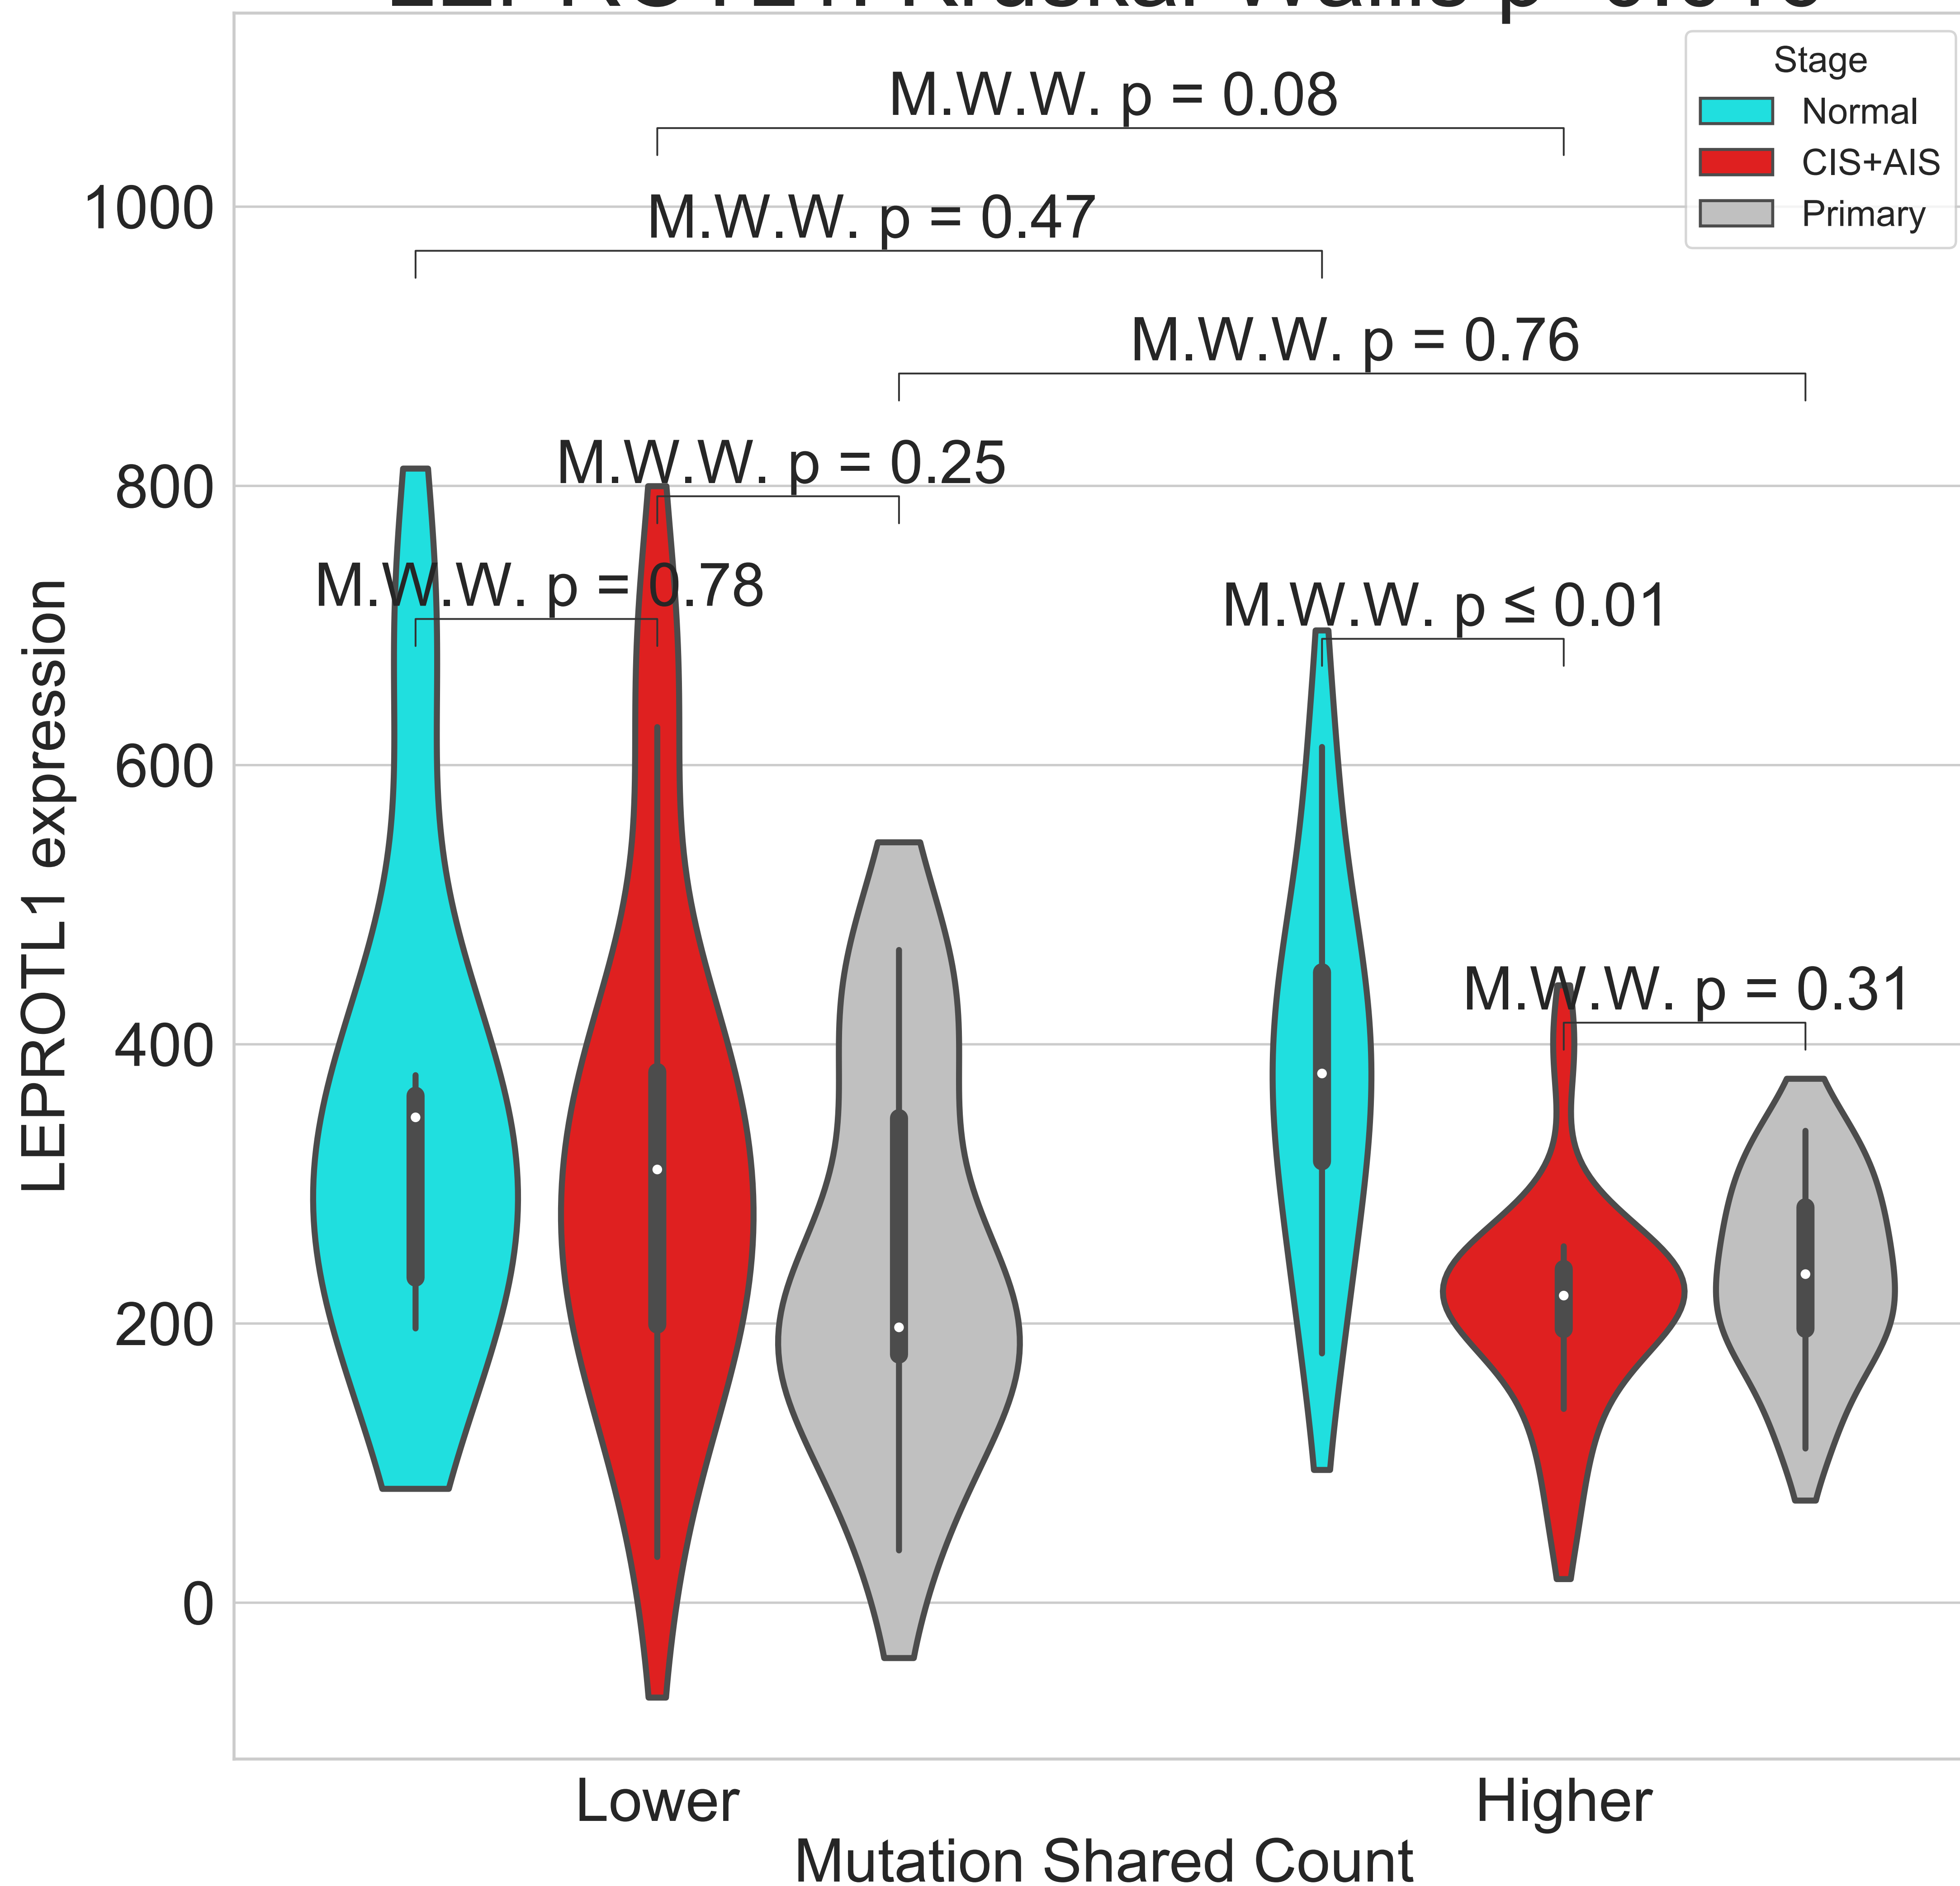 Stage
Normal
CIS+AIS
Primary
M.W.W. p = 0.08
M.W.W. p = 0.47
M.W.W. p = 0.76
M.W.W. p = 0.25
M.W.W. p = 0.78
M.W.W. p ≤ 0.01
M.W.W. p = 0.31
1000
800
600
400
200
0
LEPROTL1 expression
Lower
Higher
Mutation Shared Count